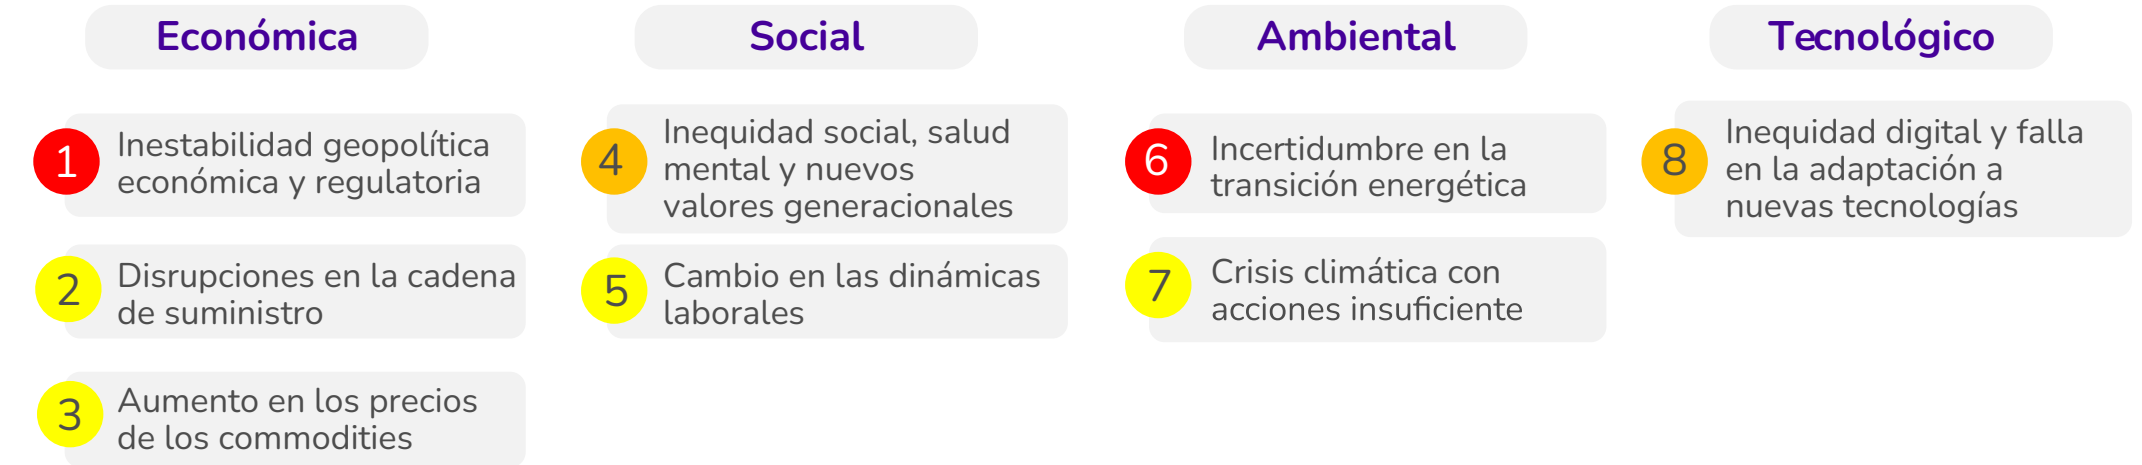 Económica
1
Inestabilidad geopolítica
económica y regulatoria
2
Disrupciones en la cadena
de suministro
3
Aumento en los precios
de los commodities
Social
4
Inequidad social, salud
mental y nuevos
valores generacionales
5
Cambio en las dinámicas
laborales
Ambiental
6
Incertidumbre en la
transición energética
7
Crisis climática con
acciones insuficiente
Tecnológico
8
Inequidad digital y falla
en la adaptación a
nuevas tecnologías